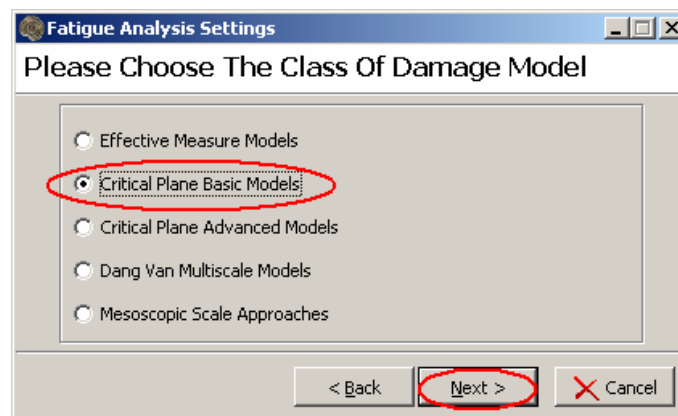 Fatigue Analysis Settings
Please Choose The Class Of Damage Model
Effective Measure Models
Critical Plane Basic Models
Critical Plane Advanced Models
Dang Van Multiscale Models
Mesoscopic Scale Approaches
< Back Next > Cancel